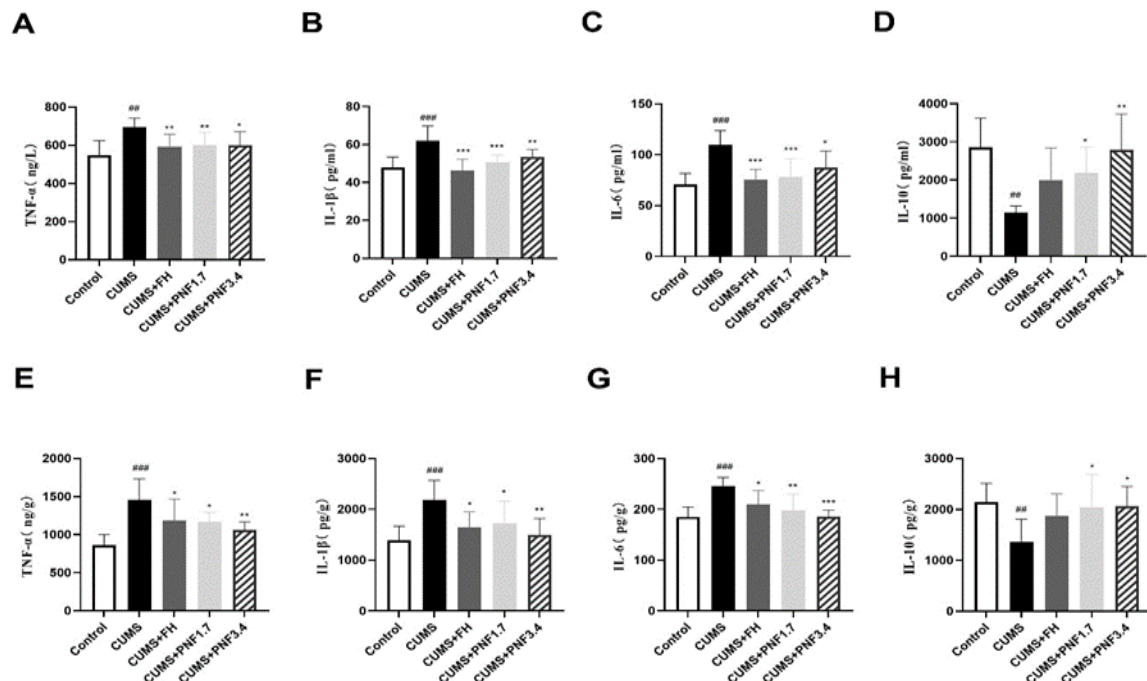 A
TNF-α( ng/L)
800
600
400
200
0
##
**
**
*
Control
CUMS
CUMS+FH
CUMS+PNF1.7
CUMS+PNF3.4
B
IL-1β( pg/ml)
80
60
40
20
0
###
***
***
**
Control
CUMS
CUMS+FH
CUMS+PNF1.7
CUMS+PNF3.4
C
IL-6( pg/ml)
150
100
50
0
###
***
***
*
Control
CUMS
CUMS+FH
CUMS+PNF1.7
CUMS+PNF3.4
D
IL-10( pg/ml)
4000
3000
2000
1000
0
##
*
**
Control
CUMS
CUMS+FH
CUMS+PNF1.7
CUMS+PNF3.4
E
TNF-α( ng/g)
2000
1500
1000
500
0
###
*
*
**
Control
CUMS
CUMS+FH
CUMS+PNF1.7
CUMS+PNF3.4
F
IL-1β( pg/g)
3000
2000
1000
0
###
*
*
**
Control
CUMS
CUMS+FH
CUMS+PNF1.7
CUMS+PNF3.4
G
IL-6( pg/g)
300
200
100
0
###
*
**
***
Control
CUMS
CUMS+FH
CUMS+PNF1.7
CUMS+PNF3.4
H
IL-10( pg/g)
3000
2000
1000
0
##
*
*
Control
CUMS
CUMS+FH
CUMS+PNF1.7
CUMS+PNF3.4